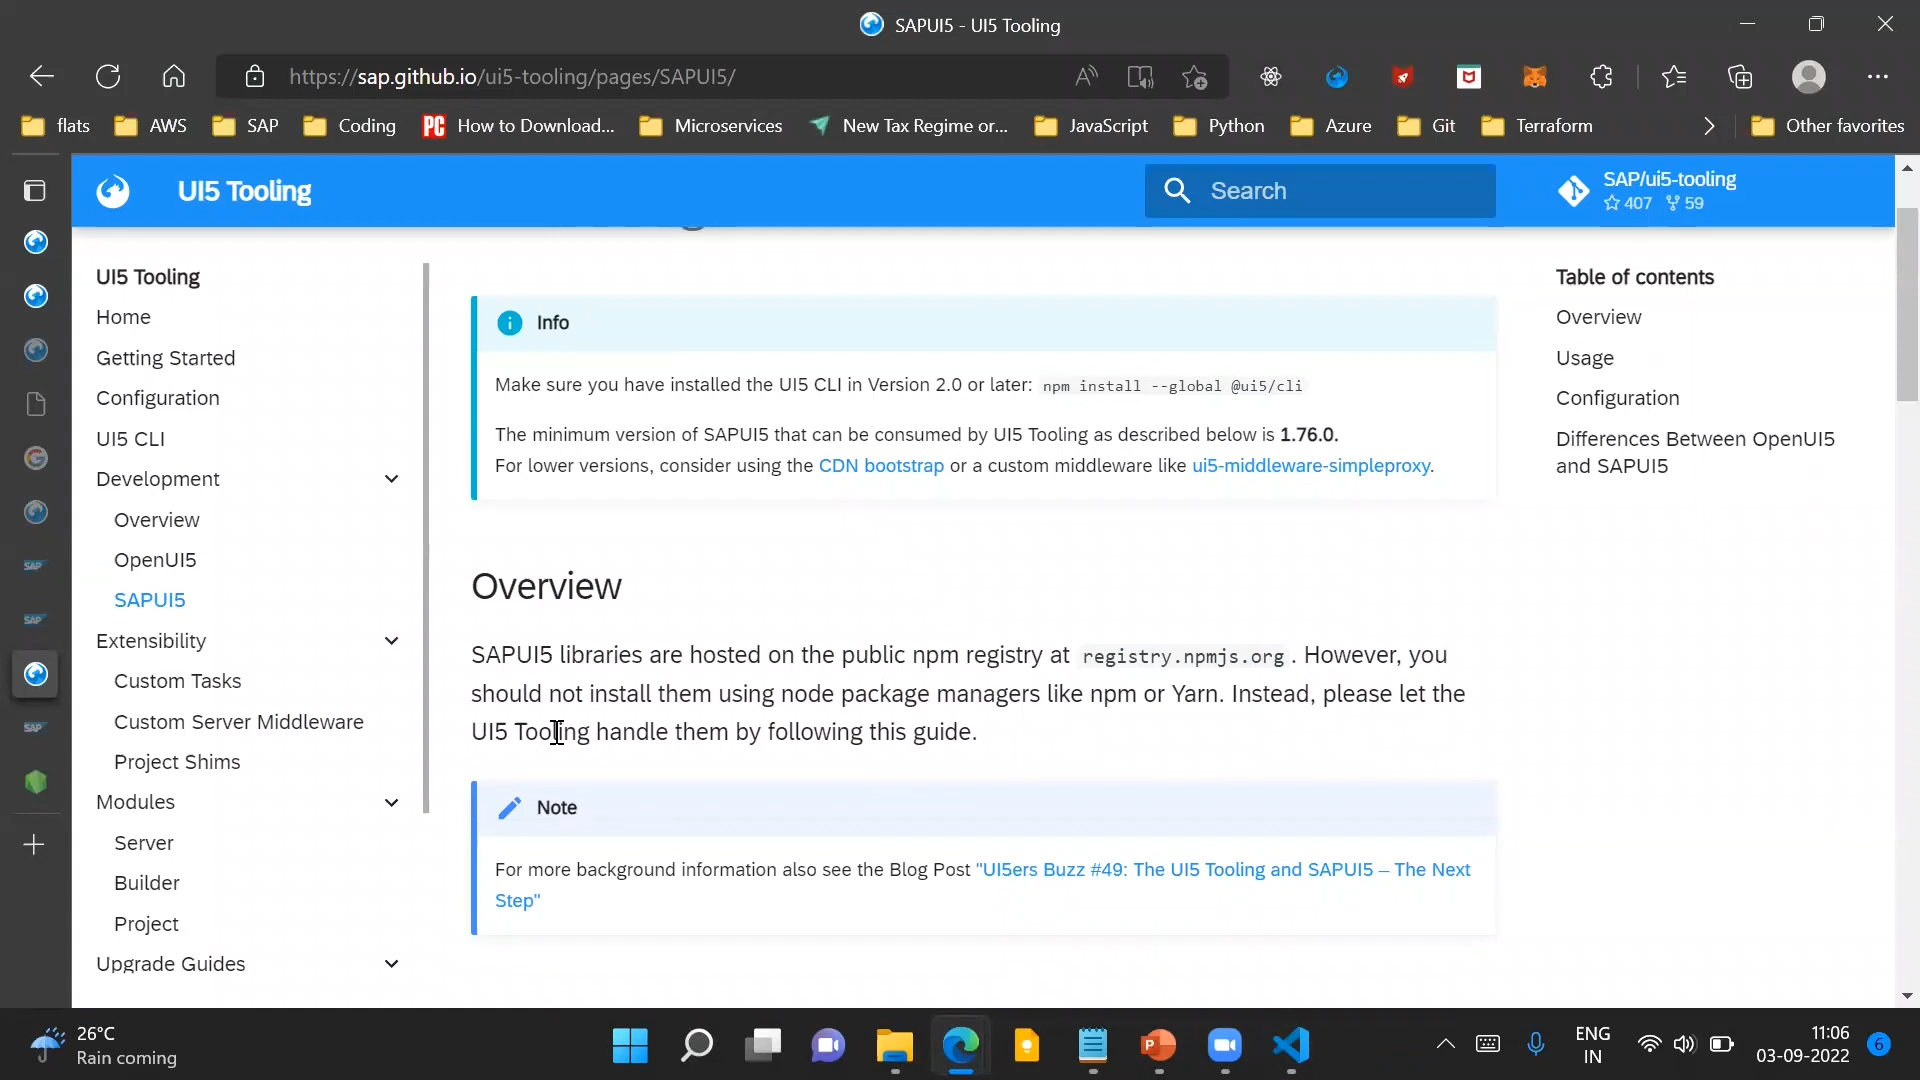 SAPUI5 - UI5 Tooling
https://sap.github.io/ui5-tooling/pages/SAPUI5/
flats
AWS
SAP
Coding
How to Download...
Microservices
New Tax Regime or...
JavaScript
Python
Azure
Git
Terraform
Other favorites
UI5 Tooling
Search
SAP/ui5-tooling
407 59
UI5 Tooling
Home
Getting Started
Configuration
UI5 CLI
Development
Overview
OpenUI5
SAPUI5
Extensibility
Custom Tasks
Custom Server Middleware
Project Shims
Modules
Server
Builder
Project
Upgrade Guides
Info
Make sure you have installed the UI5 CLI in Version 2.0 or later: npm install --global @ui5/cli
The minimum version of SAPUI5 that can be consumed by UI5 Tooling as described below is 1.76.0.
For lower versions, consider using the CDN bootstrap or a custom middleware like ui5-middleware-simpleproxy.
Overview
SAPUI5 libraries are hosted on the public npm registry at registry.npmjs.org. However, you
should not install them using node package managers like npm or Yarn. Instead, please let the
UI5 Tooling handle them by following this guide.
Note
For more background information also see the Blog Post "UI5ers Buzz #49: The UI5 Tooling and SAPUI5 – The Next
Step"
Table of contents
Overview
Usage
Configuration
Differences Between OpenUI5
and SAPUI5
26°C
Rain coming
ENG
IN
11:06
03-09-2022
6